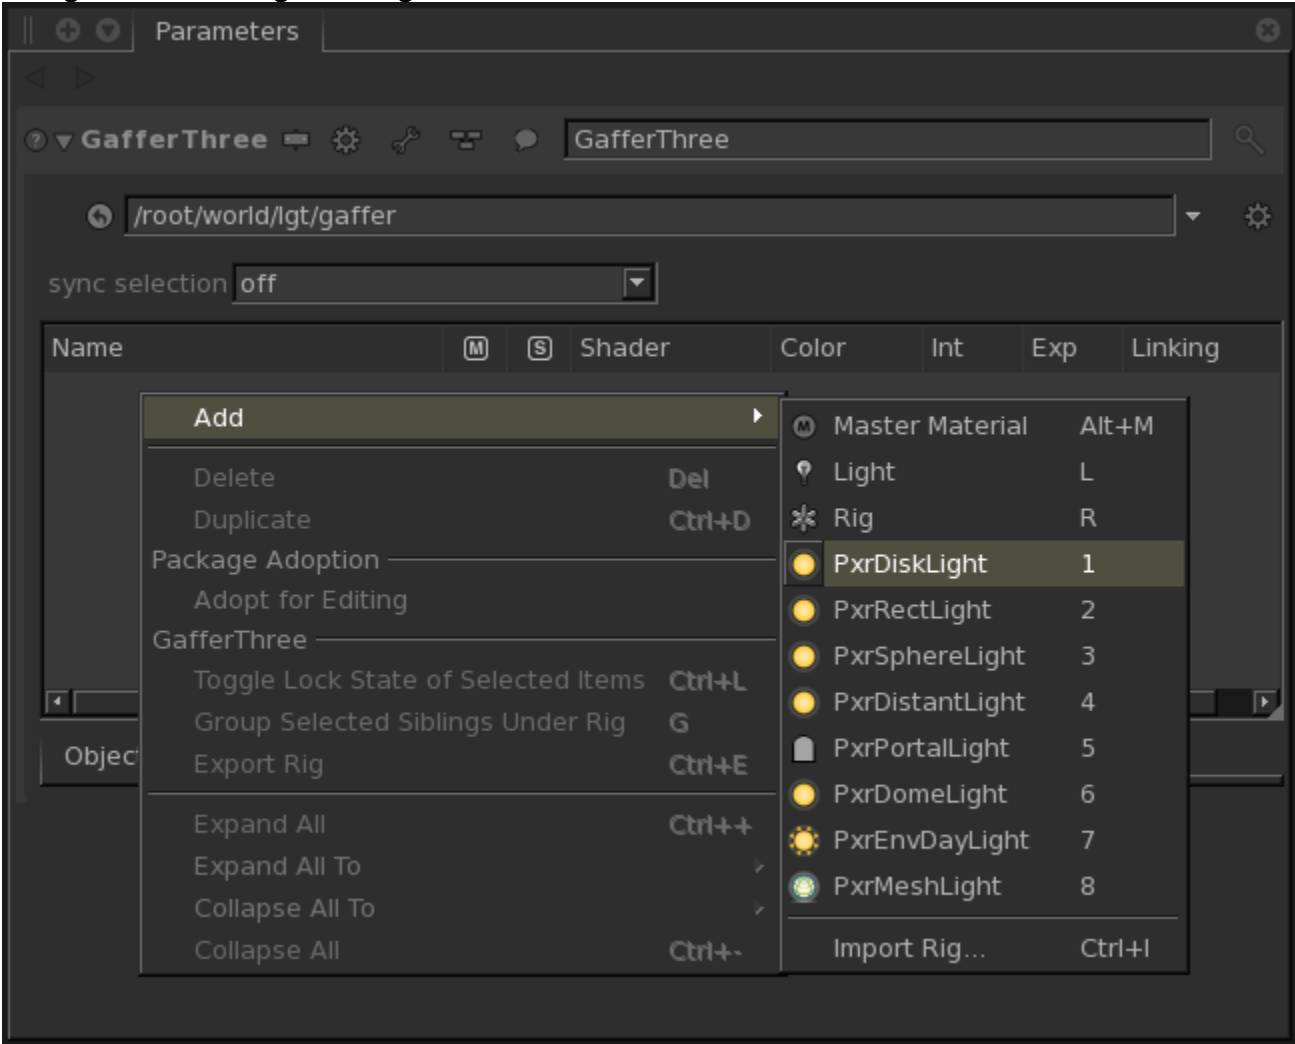 Parameters
GafferThree GafferThree
/root/world/lgt/gaffer
sync selection off
Name M S Shader Color Int Exp Linking
Add
Delete Del
Duplicate Ctrl+D
Package Adoption
Adopt for Editing
GafferThree
Toggle Lock State of Selected Items Ctrl+L
Group Selected Siblings Under Rig G
Export Rig Ctrl+E
Expand All Ctrl++
Expand All To
Collapse All To
Collapse All Ctrl+-
Master Material Alt+M
Light L
Rig R
PxrDiskLight 1
PxrRectLight 2
PxrSphereLight 3
PxrDistantLight 4
PxrPortalLight 5
PxrDomeLight 6
PxrEnvDayLight 7
PxrMeshLight 8
Import Rig... Ctrl+I
Objec